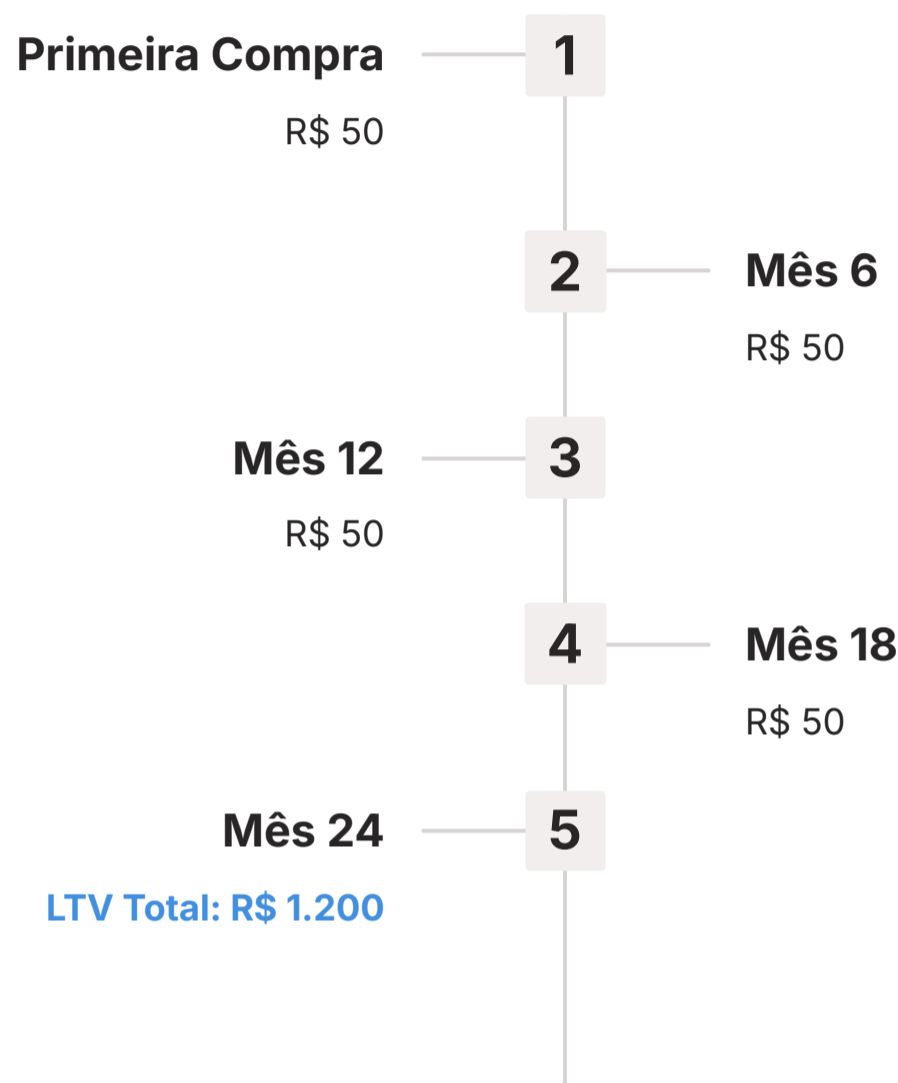 Primeira Compra
1
R$ 50
2
Mês 6
R$ 50
Mês 12
3
R$ 50
4
Mês 18
R$ 50
Mês 24
5
LTV Total: R$ 1.200